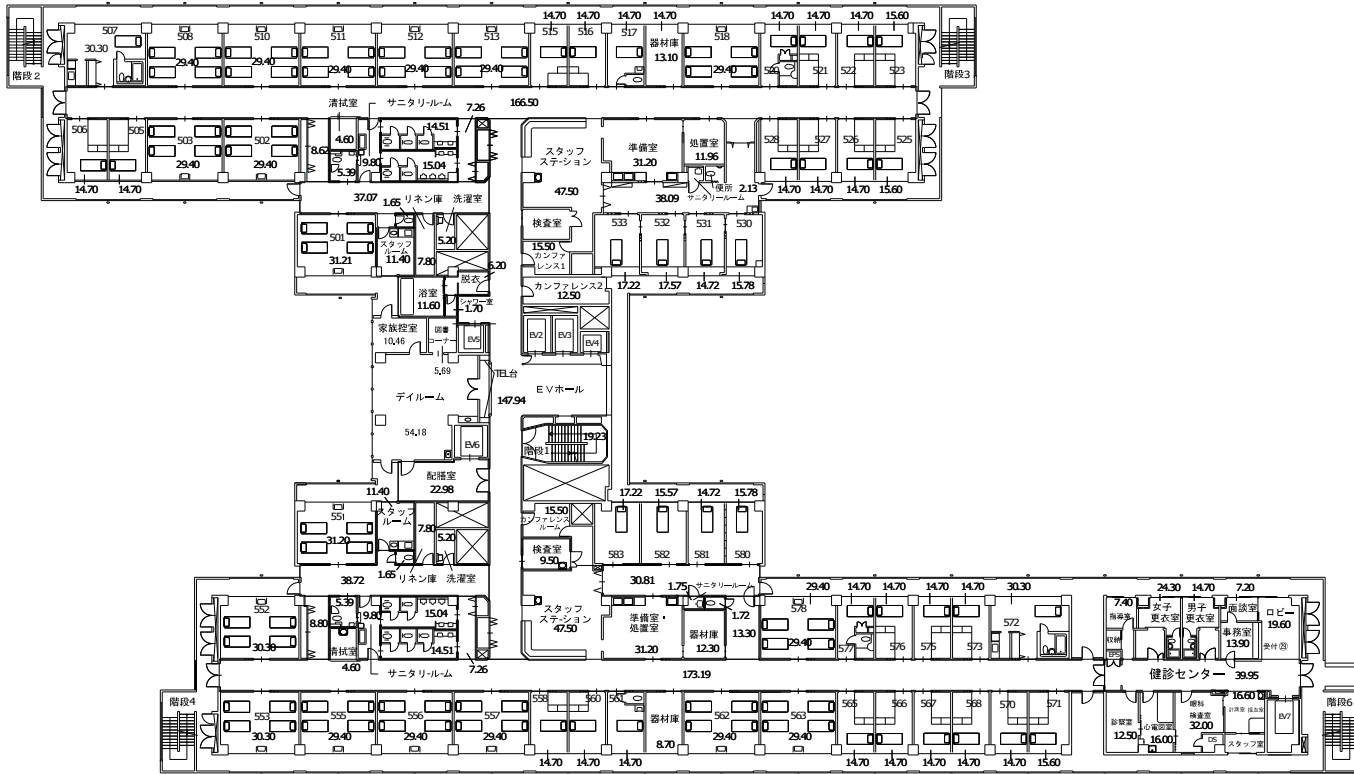 14.70 14.70 14.70 14.70 14.70 14.70 15.60
507 508 510 511 512 513 515 516 517 器材庫 518
30.30 29.40 29.40 29.40 29.40 29.40 13.10 29.40 520 521 522 523
階段2 階段3
清拭室 サニタリールーム 7.26 166.50
506 505 503 502 4.60 14.51 スタッフ 準備室 処置室 528 527 526 525
ステーション 31.20 11.96
29.40 29.40 8.62 5.39 9.80 15.04
14.70 14.70 47.50 便所 2.13 14.70 14.70 14.70 15.60
37.07 1.65 リネン庫 洗濯室 38.09 サニタリールーム
検査室 533 532 531 530
501 スタッフ 5.20 15.50
ルーム
31.21 11.40 7.80 6.20 カンファ
レンス1
脱衣 17.22 17.57 14.72 15.78
浴室 シャワー室 カンファレンス2
11.60 1.70 12.50
家族控室 図書
コーナー EV5 EV2 EV3 EV4
10.46
5.69
TEL台
デイルーム 147.94 EVホール
54.18 EV6 階段1 19.23
配膳室
22.98
11.40 17.22 15.57 14.72 15.78
551 スタッフ 7.80 15.50
ルーム カンファレンス
ルーム
31.20 5.20 検査室 583 582 581 580
9.50
38.72 1.65 リネン庫 洗濯室 30.81 1.75 サニタリールーム 29.40 14.70 14.70 14.70 14.70 30.30 24.30 14.70 7.20
552 8.80 5.39 9.80 15.04 スタッフ 準備室・ 1.72 578 572 7.40 女子 男子 面談室 ロビー
ステーション 処置室 13.30 指導室 更衣室 更衣室 19.60
47.50 器材庫 577 576 575 573 収納 事務室
30.30 清拭室 14.51 31.20 12.30 29.40 EPS 13.90 受付㉓
4.60 サニタリールーム 7.26 173.19 健診センター 39.95
階段4 558 560 561 16.60 階段6
553 555 556 557 器材庫 562 563 565 566 567 568 570 571 診察室 心電図室 眼科
検査室 計測室 採血室 EV7
30.30 29.40 29.40 29.40 8.70 29.40 29.40 12.50 16.00 32.00 DS スタッフ室
14.70 14.70 14.70 14.70 14.70 14.70 14.70 14.70 15.60